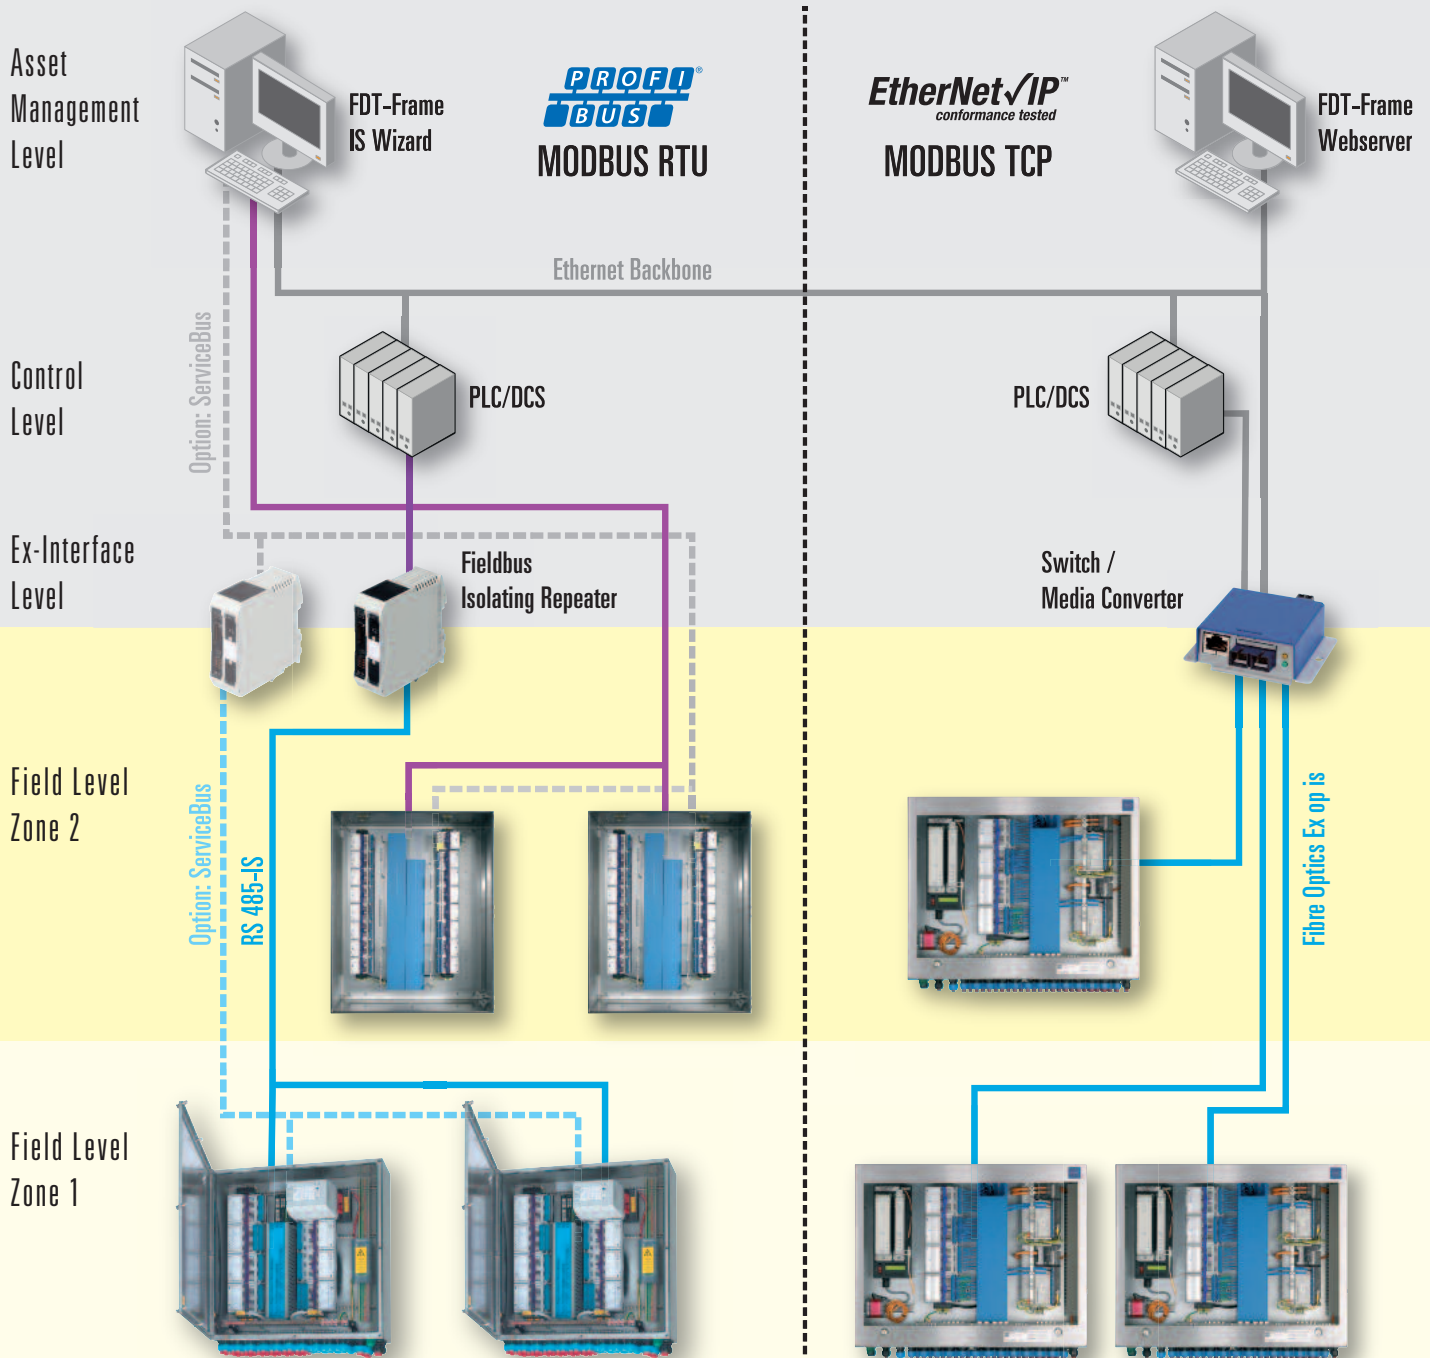 Asset
Management
Level
FDT-Frame
IS Wizard
PROFI®
BUS
MODBUS RTU
EtherNet/IP™
conformance tested
MODBUS TCP
FDT-Frame
Webserver
Ethernet Backbone
Option: ServiceBus
Control
Level
PLC/DCS
PLC/DCS
Ex-Interface
Level
Fieldbus
Isolating Repeater
Switch /
Media Converter
Field Level
Zone 2
Option: ServiceBus
RS 485-IS
Fibre Optics Ex op is
Field Level
Zone 1